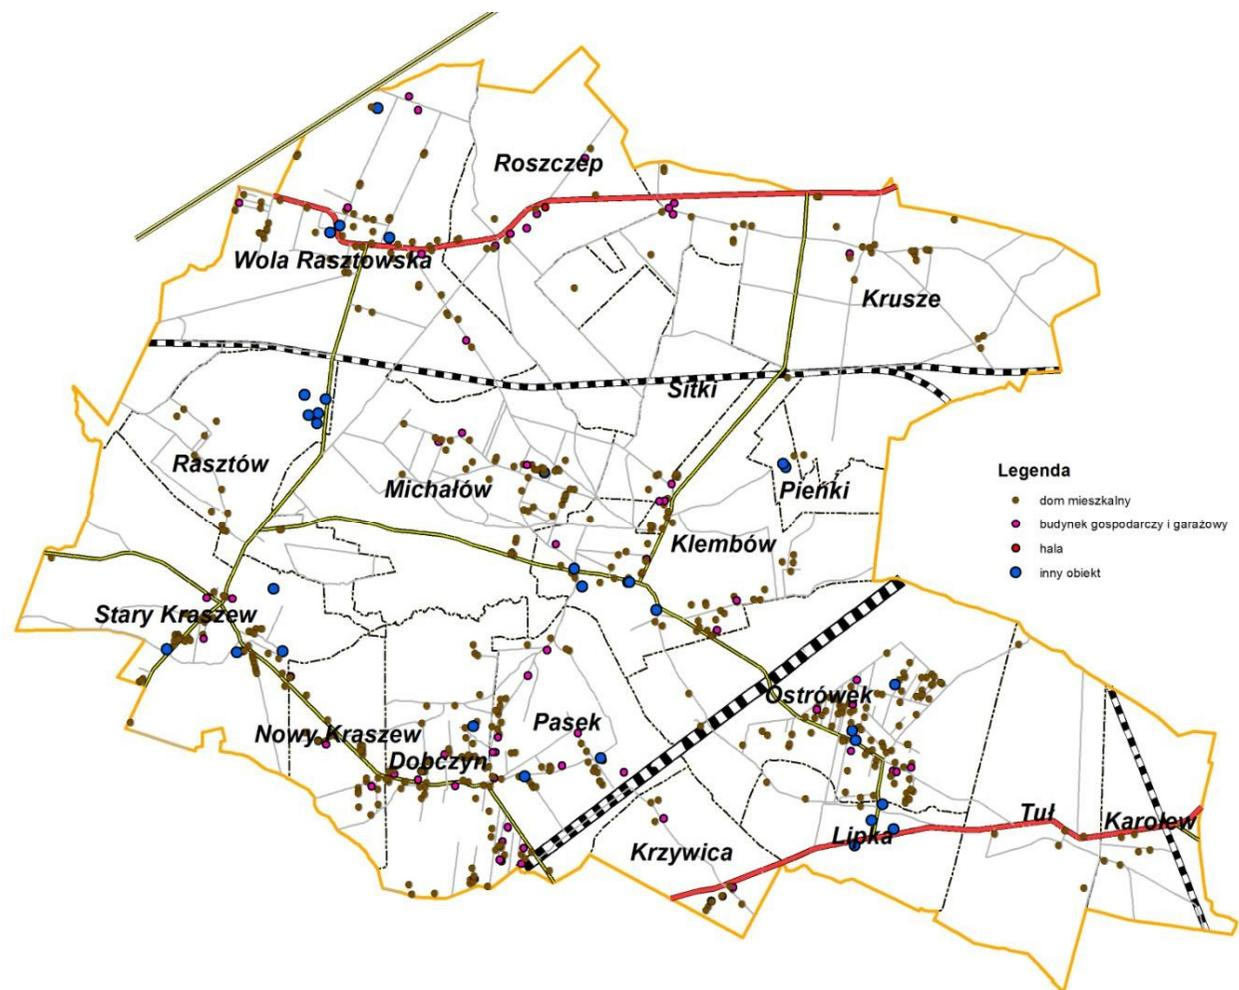 Roszczep
Wola Rasztowska
Krusze
Sitki
Rasztów
Michałów
Pieńki
Klembów
Legenda
dom mieszkalny
budynek gospodarczy i garażowy
hala
inny obiekt
Stary Kraszew
Ostrówek
Nowy Kraszew
Pasek
Dobczyn
Tuł
Karolew
Lipka
Krzywica